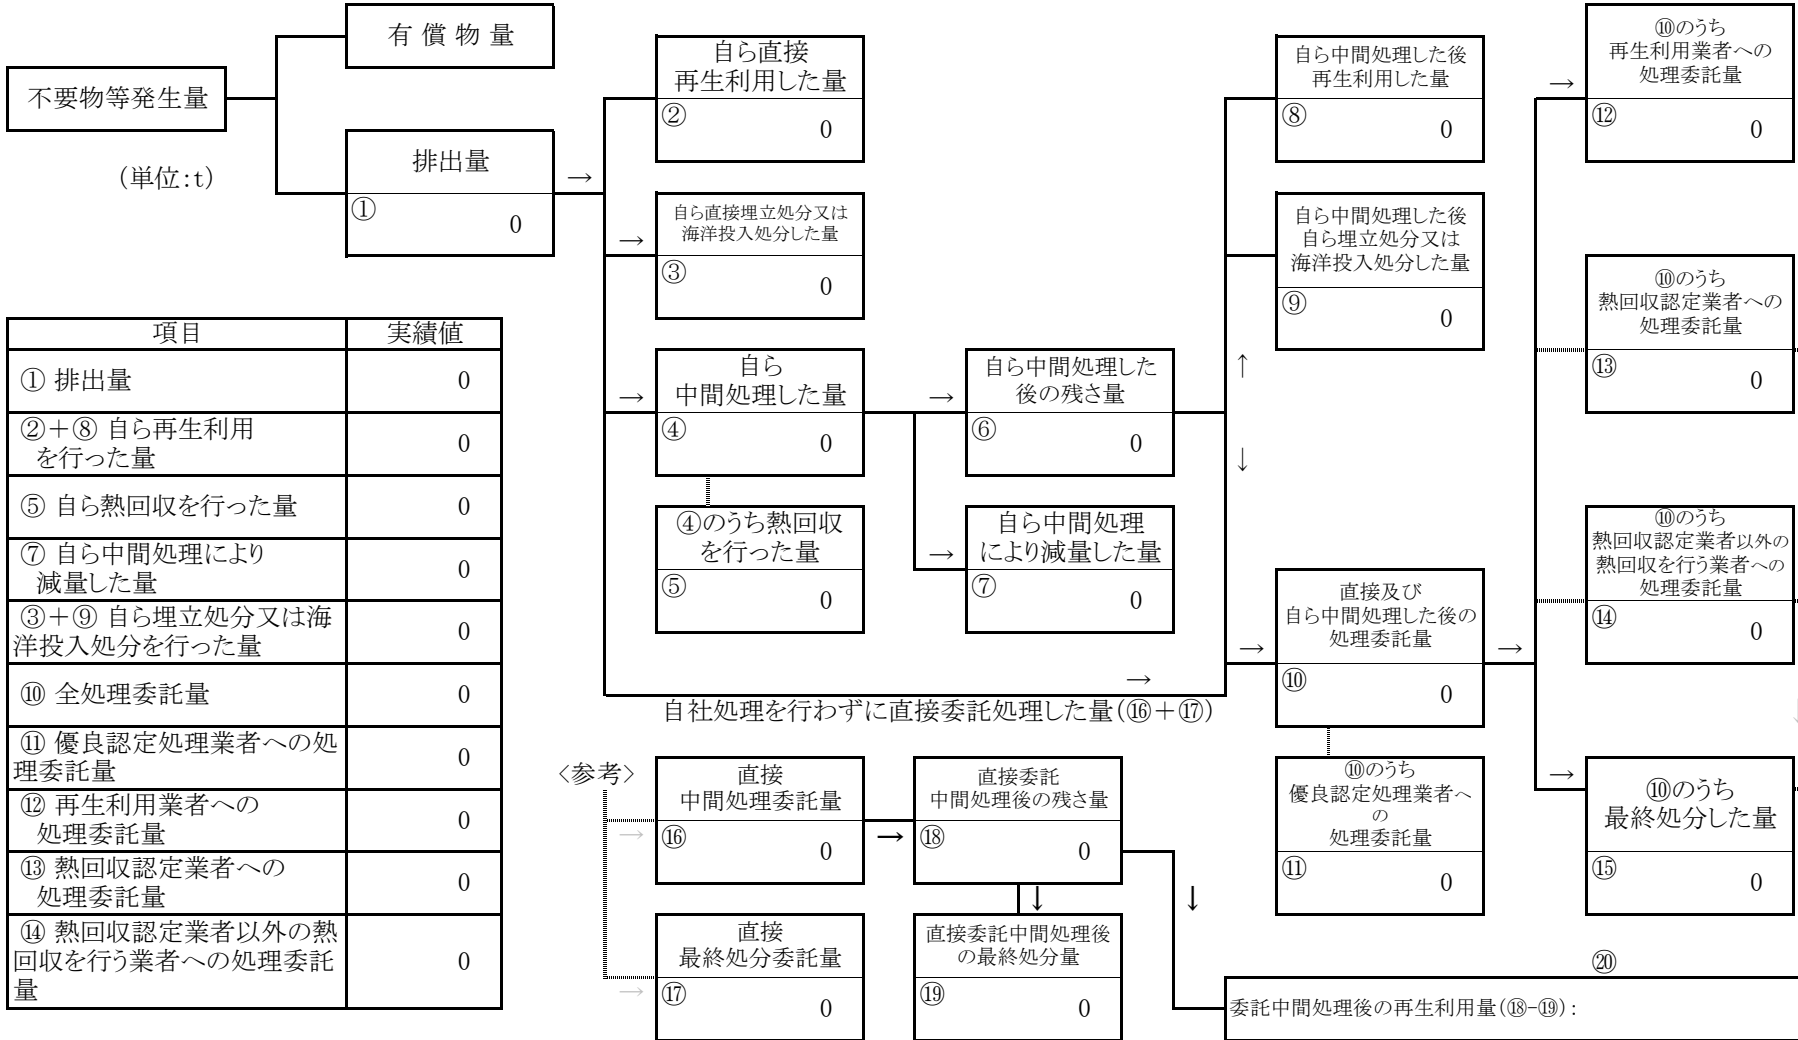 不要物等発生量
(単位:t)
有 償 物 量
排出量
→
①
0
自ら直接
再生利用した量
②
0
→
自ら直接埋立処分又は
海洋投入処分した量
③
0
→
自ら
中間処理した量
④
0
④のうち熱回収
を行った量
⑤
0
→
自ら中間処理した
後の残さ量
⑥
0
→
自ら中間処理
により減量した量
⑦
0
自ら中間処理した後
再生利用した量
⑧
0
自ら中間処理した後
自ら埋立処分又は
海洋投入処分した量
⑨
0
↑
↓
→
自社処理を行わずに直接委託処理した量(⑯+⑰)
→
直接及び
自ら中間処理した後の
処理委託量
⑩
0
→
⑩のうち
優良認定処理業者へ
の
処理委託量
⑪
0
→
⑩のうち
再生利用業者への
処理委託量
⑫
0
⑩のうち
熱回収認定業者への
処理委託量
⑬
0
⑩のうち
熱回収認定業者以外の
熱回収を行う業者への
処理委託量
⑭
0
↓
→
⑩のうち
最終処分した量
⑮
0
項目 実績値
① 排出量 0
②+⑧ 自ら再生利用
を行った量
0
⑤ 自ら熱回収を行った量 0
⑦ 自ら中間処理により
減量した量
0
③+⑨ 自ら埋立処分又は海
洋投入処分を行った量
0
⑩ 全処理委託量 0
⑪ 優良認定処理業者への処
理委託量
0
⑫ 再生利用業者への
処理委託量
0
⑬ 熱回収認定業者への
処理委託量
0
⑭ 熱回収認定業者以外の熱
回収を行う業者への処理委託
量
0
<参考>
→
直接
中間処理委託量
⑯
0
→
直接委託
中間処理後の残さ量
⑱
0
↓
↓
→
直接
最終処分委託量
⑰
0
直接委託中間処理後
の最終処分量
⑲
0
⑳
委託中間処理後の再生利用量(⑱-⑲):